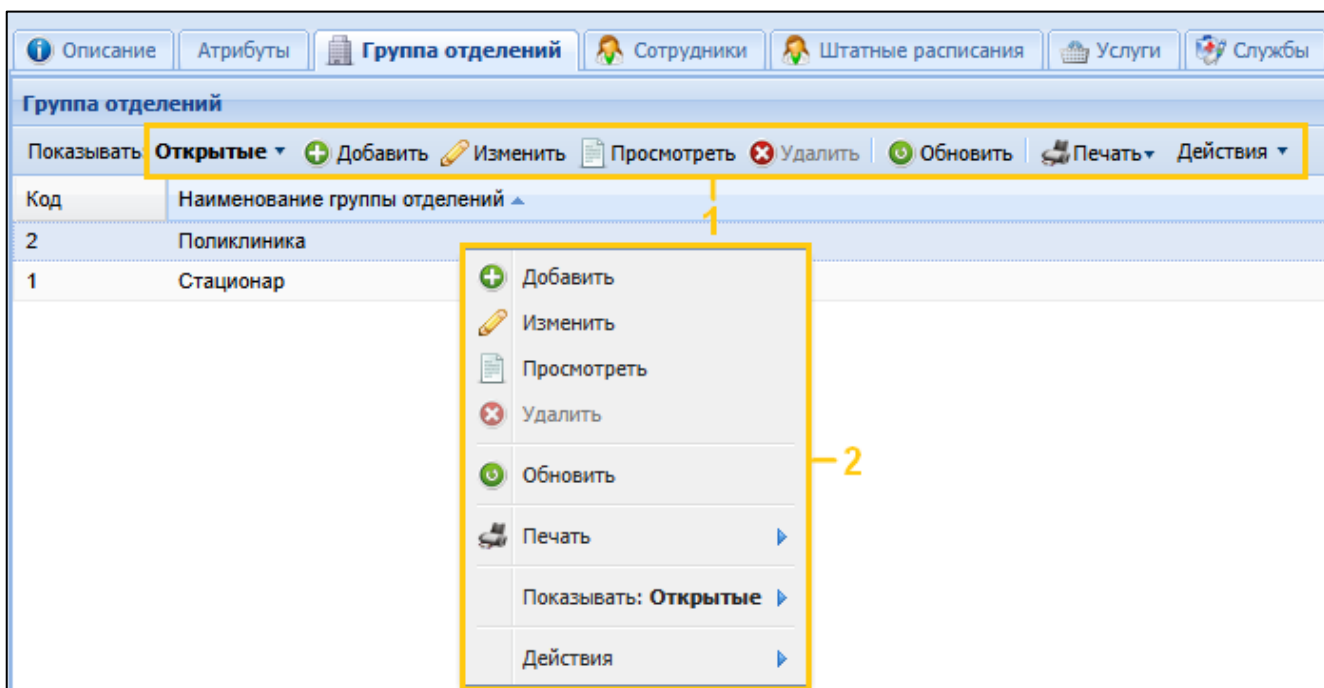 Описание Атрибуты Группа отделений Сотрудники Штатные расписания Услуги Службы
Группа отделений
Показывать: Открытые Добавить Изменить Просмотреть Удалить Обновить Печать Действия
Код Наименование группы отделений
1
2 Поликлиника
1 Стационар
Добавить
Изменить
Просмотреть
Удалить
Обновить
2
Печать
Показывать: Открытые
Действия